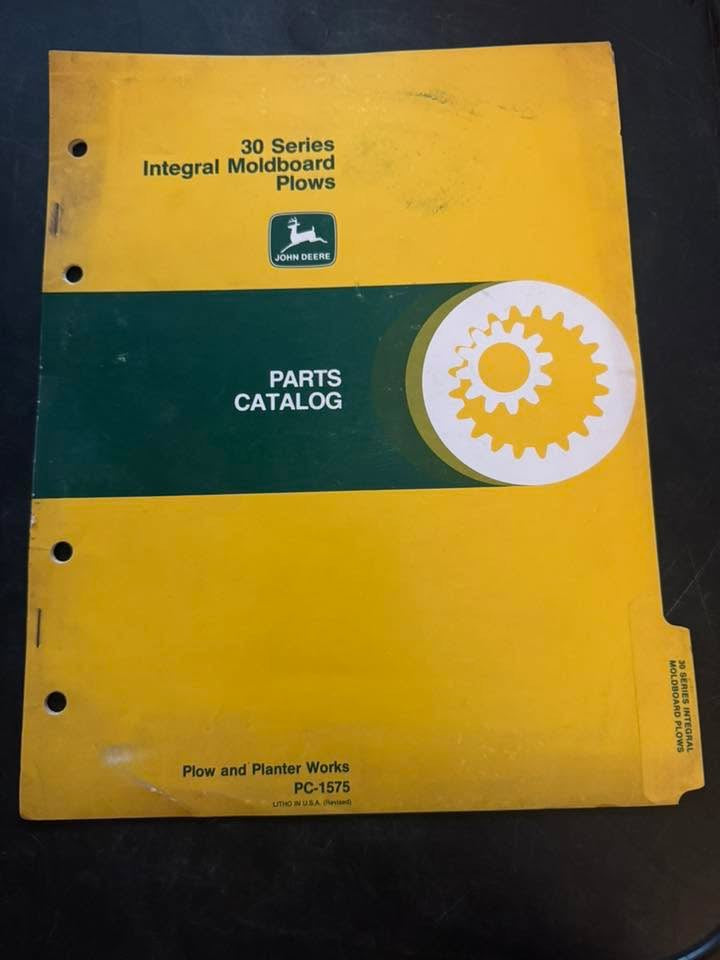 30 Series
Integral Moldboard
Plows
JOHN DEERE
PARTS
CATALOG
30 SERIES INTEGRAL
MOLDBOARD PLOWS
Plow and Planter Works
PC-1575
LITHO IN U.S.A. (Revised)